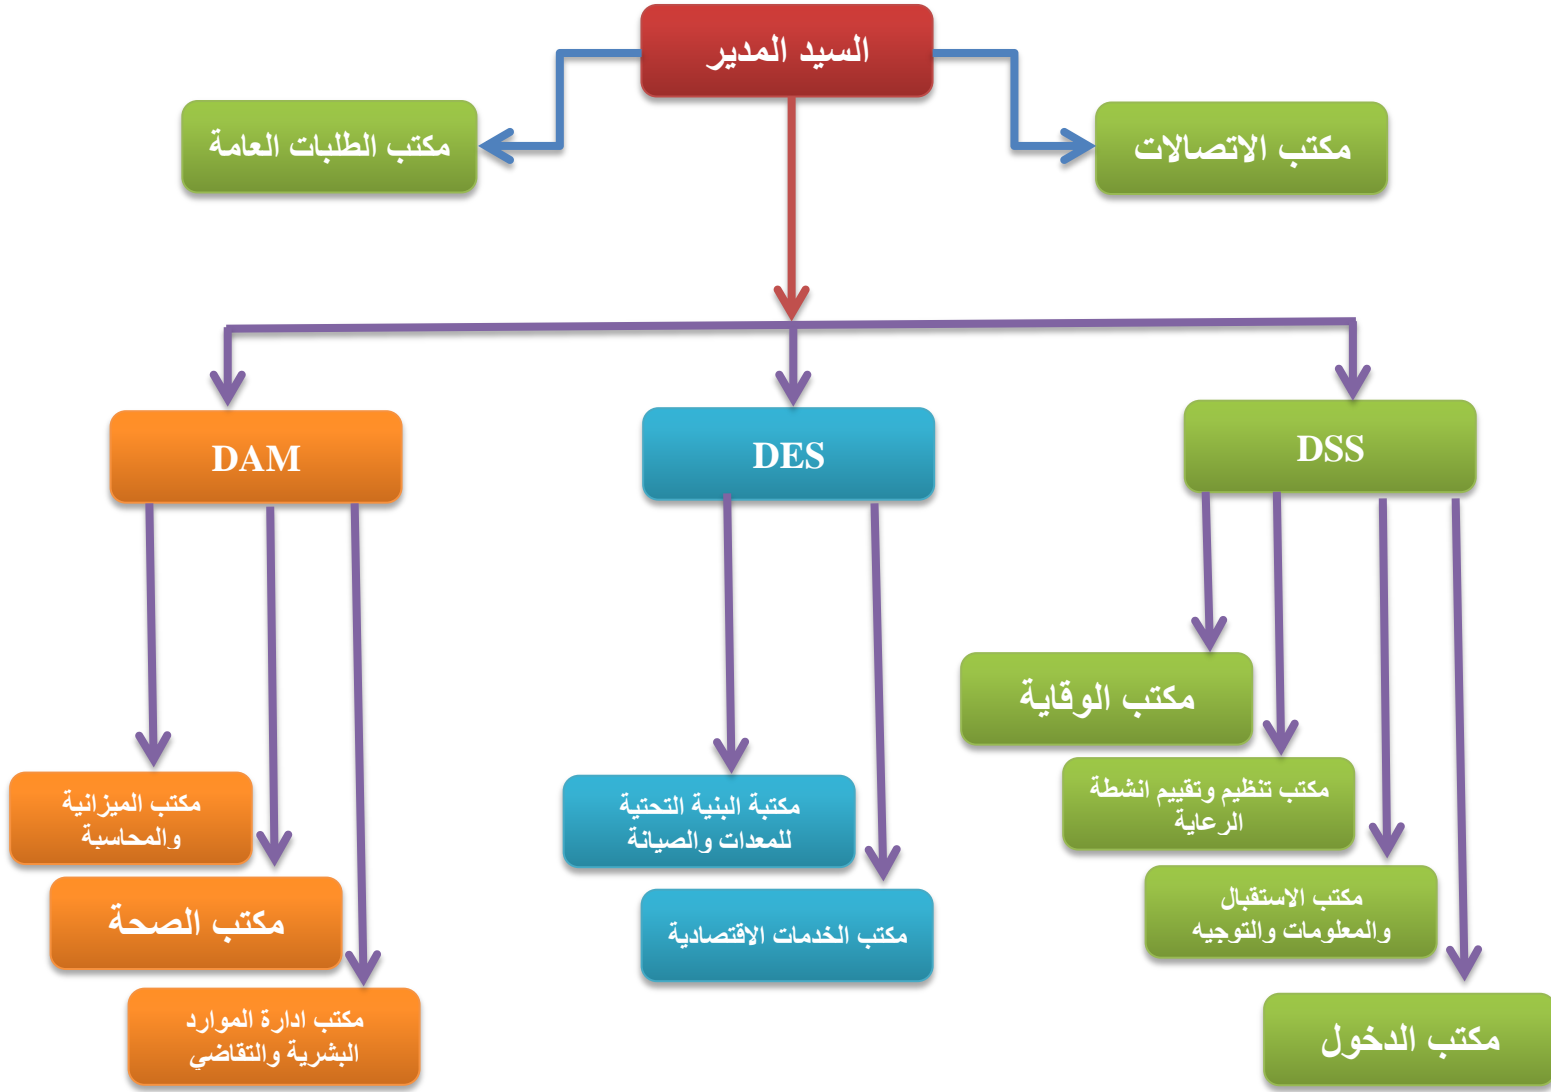 السيد المدير
مكتب الاتصالات
مكتب الطلبات العامة
DSS
DES
DAM
مكتب الوقاية
مكتب تنظيم وتقييم انشطة
الرعاية
مكتب الاستقبال
والمعلومات والتوجيه
مكتب الدخول
مكتبة البنية التحتية
للمعدات والصيانة
مكتب الخدمات الاقتصادية
مكتب الميزانية
والمحاسبة
مكتب الصحة
مكتب ادارة الموارد
البشرية والتقاضي